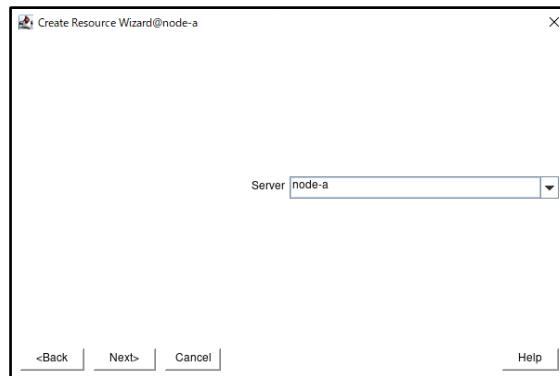 Create Resource Wizard@node-a
Server node-a
<Back Next> Cancel Help